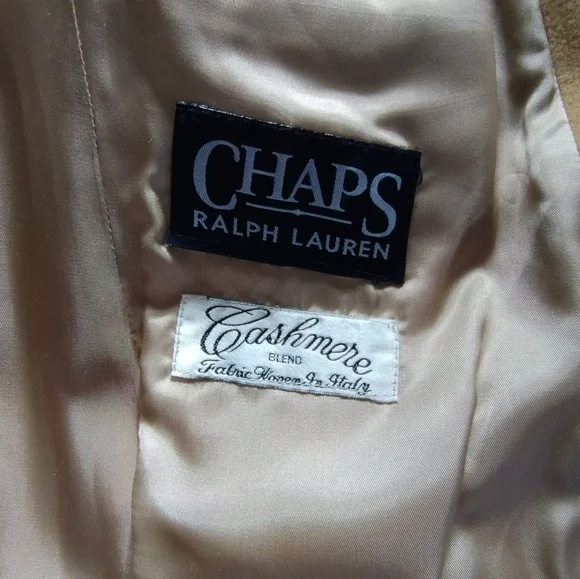 CHAPS
RALPH LAUREN
Cashmere
BLEND
Fabric Woven In Italy